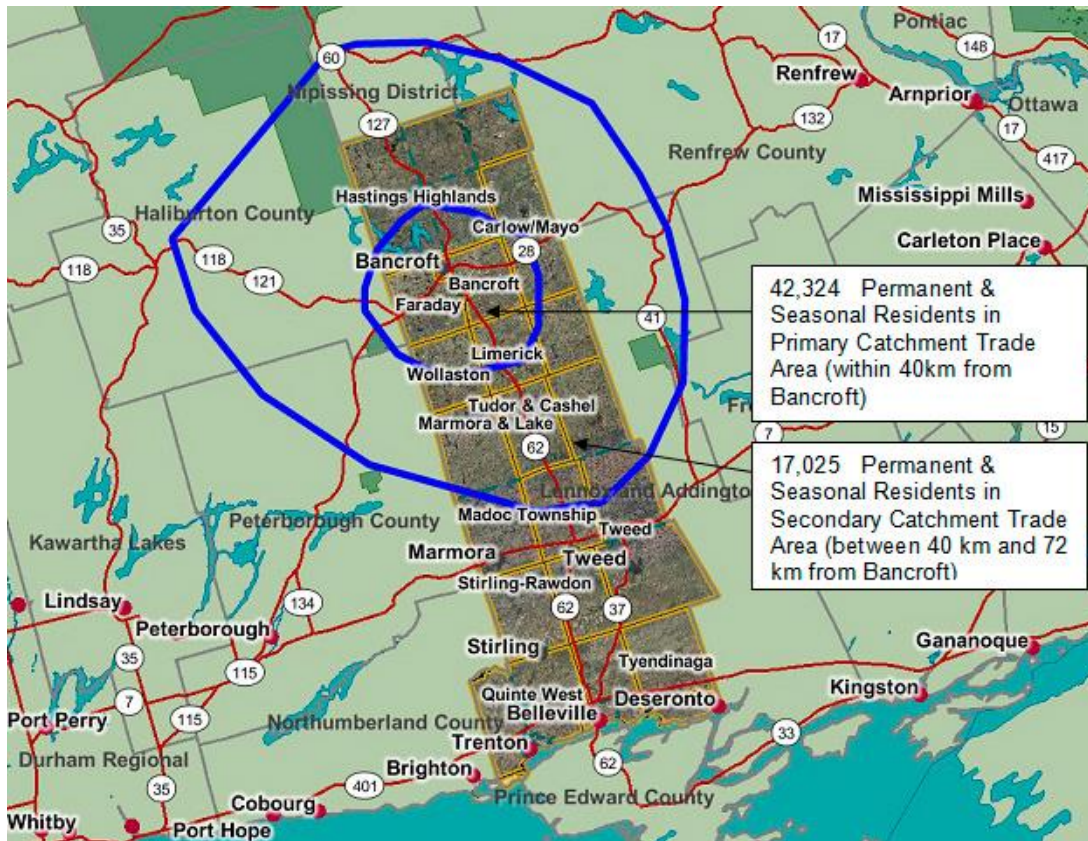 Pontiac
17
148
60
Renfrew
Nipissing District
Arnprior
Ottawa
127
132
17
Renfrew County
417
Hastings Highlands
Mississippi Mills
Haliburton County
Carlow/Mayo
35
28
Carleton Place
118
118
Bancroft
121
Bancroft
Faraday
42,324 Permanent &
Seasonal Residents in
Primary Catchment Trade
Area (within 40km from
Bancroft)
41
Limerick
Wollaston
Tudor & Cashel
Marmora & Lake
7
15
62
17,025 Permanent &
Seasonal Residents in
Secondary Catchment Trade
Area (between 40 km and 72
km from Bancroft)
Lennox and Addington
Madoc Township
Peterborough County
Tweed
Kawartha Lakes
Marmora
Tweed
Stirling-Rawdon
Lindsay
134
62
37
Peterborough
Stirling
Gananoque
35
115
Tyendinaga
7
Kingston
Quinte West
Deseronto
Port Perry
115
Northumberland County
Belleville
33
Durham Regional
Trenton
62
35
Brighton
401
Prince Edward County
Cobourg
Whitby
Port Hope